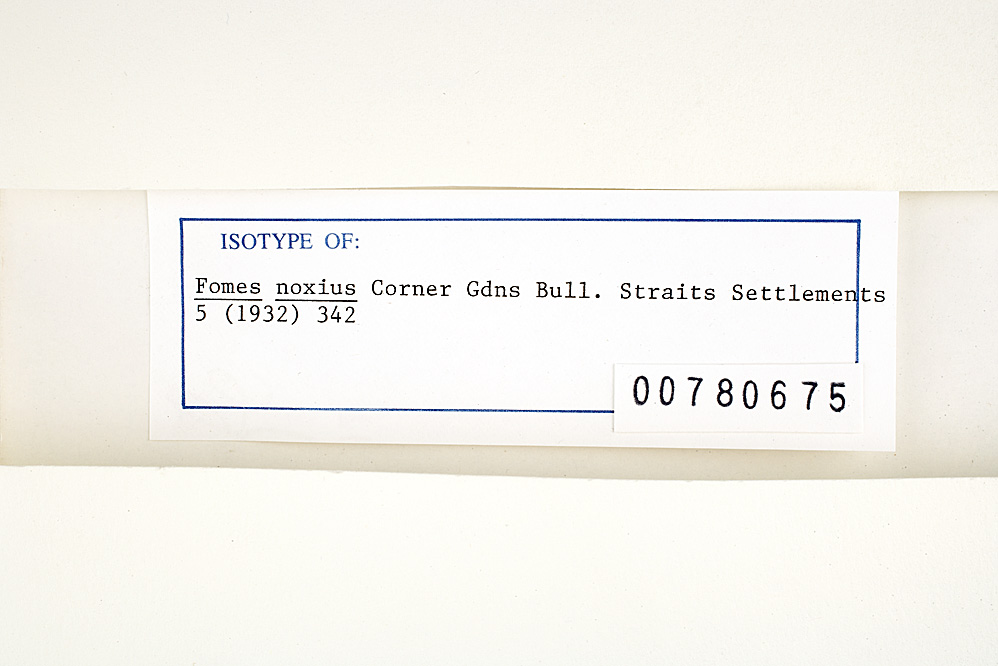 ISOTYPE OF:
Fomes noxius Corner Gdns Bull. Straits Settlements
5 (1932) 342
00780675